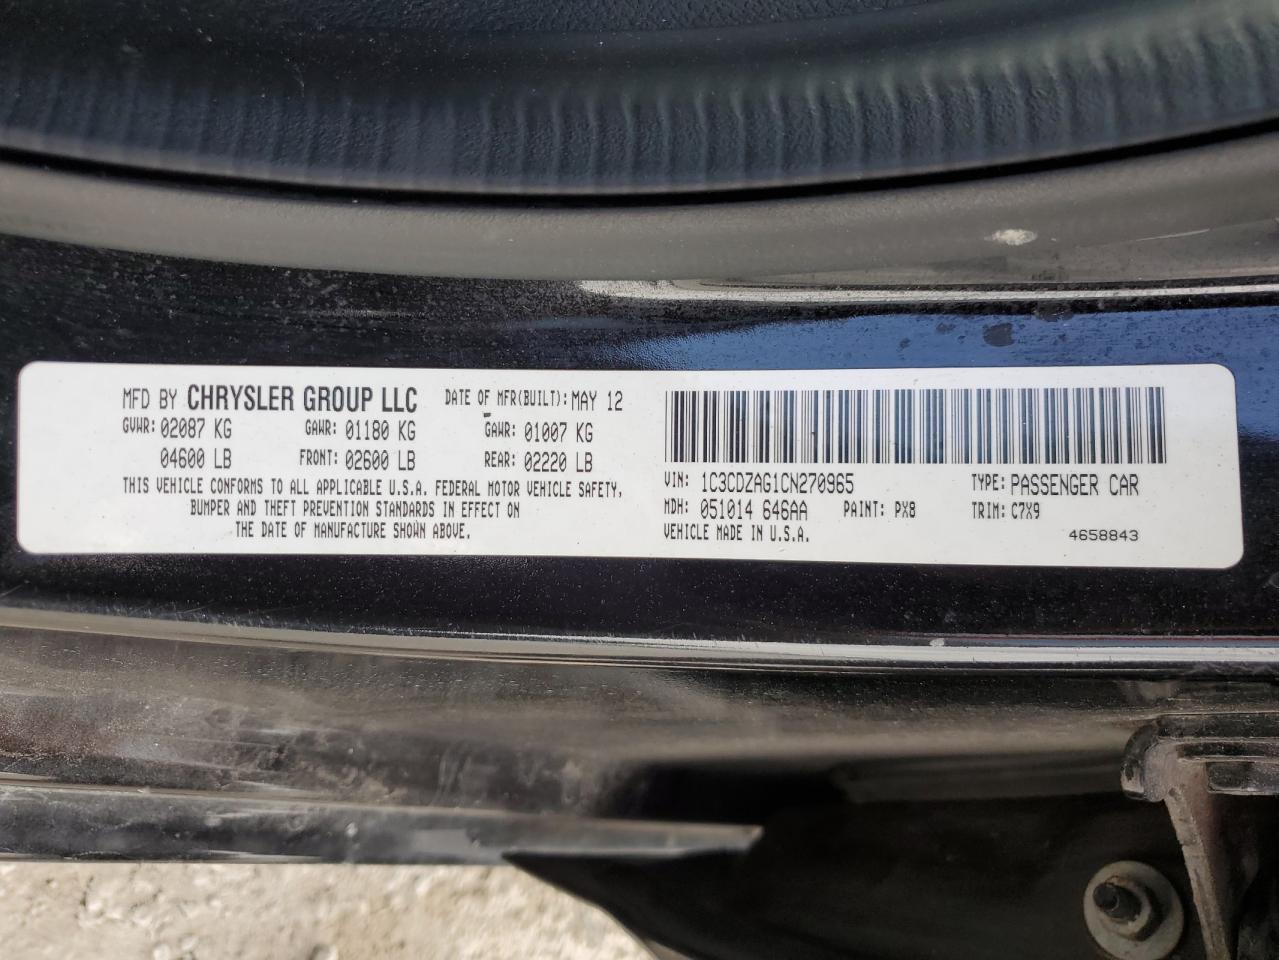 MFD BY CHRYSLER GROUP LLC DATE OF MFR(BUILT): MAY 12
GVWR: 02087 KG GAWR: 01180 KG GAWR: 01007 KG
04600 LB FRONT: 02600 LB REAR: 02220 LB
THIS VEHICLE CONFORMS TO ALL APPLICABLE U.S.A. FEDERAL MOTOR VEHICLE SAFETY,
BUMPER AND THEFT PREVENTION STANDARDS IN EFFECT ON
THE DATE OF MANUFACTURE SHOWN ABOVE.
VIN: 1C3CDZAG1CN270965 TYPE: PASSENGER CAR
MDH: 051014 646AA PAINT: PX8 TRIM: C7X9
VEHICLE MADE IN U.S.A. 4658843